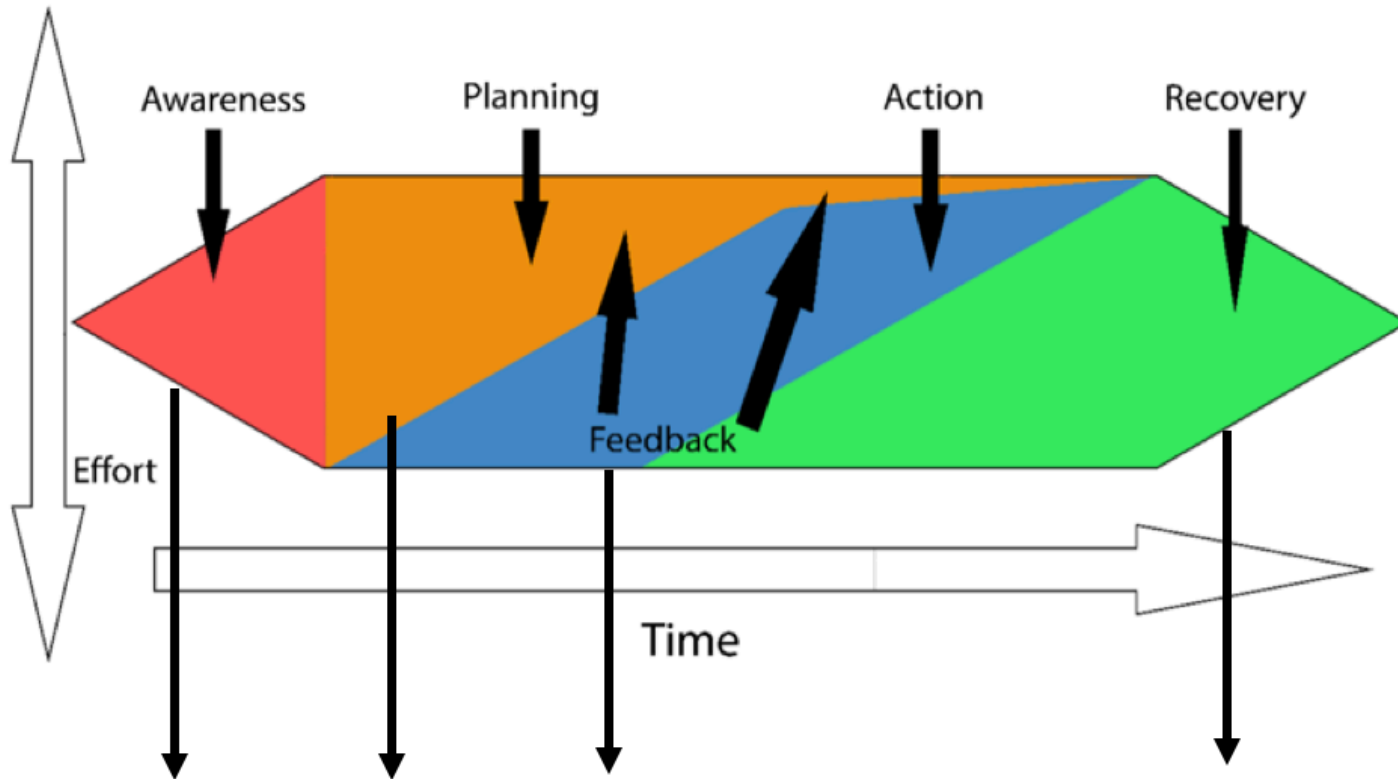 Awareness
Planning
Action
Recovery
Feedback
Effort
Time